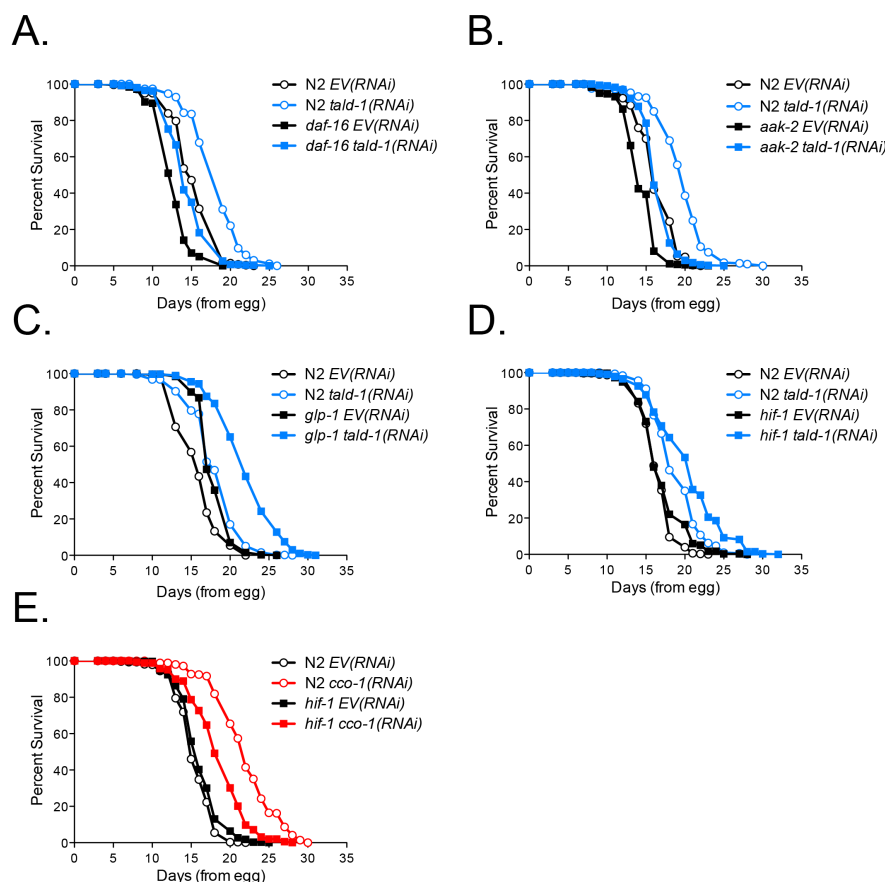 A.
Percent Survival
100
80
60
40
20
0
0 5 10 15 20 25 30 35
Days (from egg)
N2 EV(RNAi)
N2 tald-1(RNAi)
daf-16 EV(RNAi)
daf-16 tald-1(RNAi)
B.
Percent Survival
100
80
60
40
20
0
0 5 10 15 20 25 30 35
Days (from egg)
N2 EV(RNAi)
N2 tald-1(RNAi)
aak-2 EV(RNAi)
aak-2 tald-1(RNAi)
C.
Percent Survival
100
80
60
40
20
0
0 5 10 15 20 25 30 35
Days (from egg)
N2 EV(RNAi)
N2 tald-1(RNAi)
glp-1 EV(RNAi)
glp-1 tald-1(RNAi)
D.
Percent Survival
100
80
60
40
20
0
0 5 10 15 20 25 30 35
Days (from egg)
N2 EV(RNAi)
N2 tald-1(RNAi)
hif-1 EV(RNAi)
hif-1 tald-1(RNAi)
E.
Percent Survival
100
80
60
40
20
0
0 5 10 15 20 25 30 35
Days (from egg)
N2 EV(RNAi)
N2 cco-1(RNAi)
hif-1 EV(RNAi)
hif-1 cco-1(RNAi)